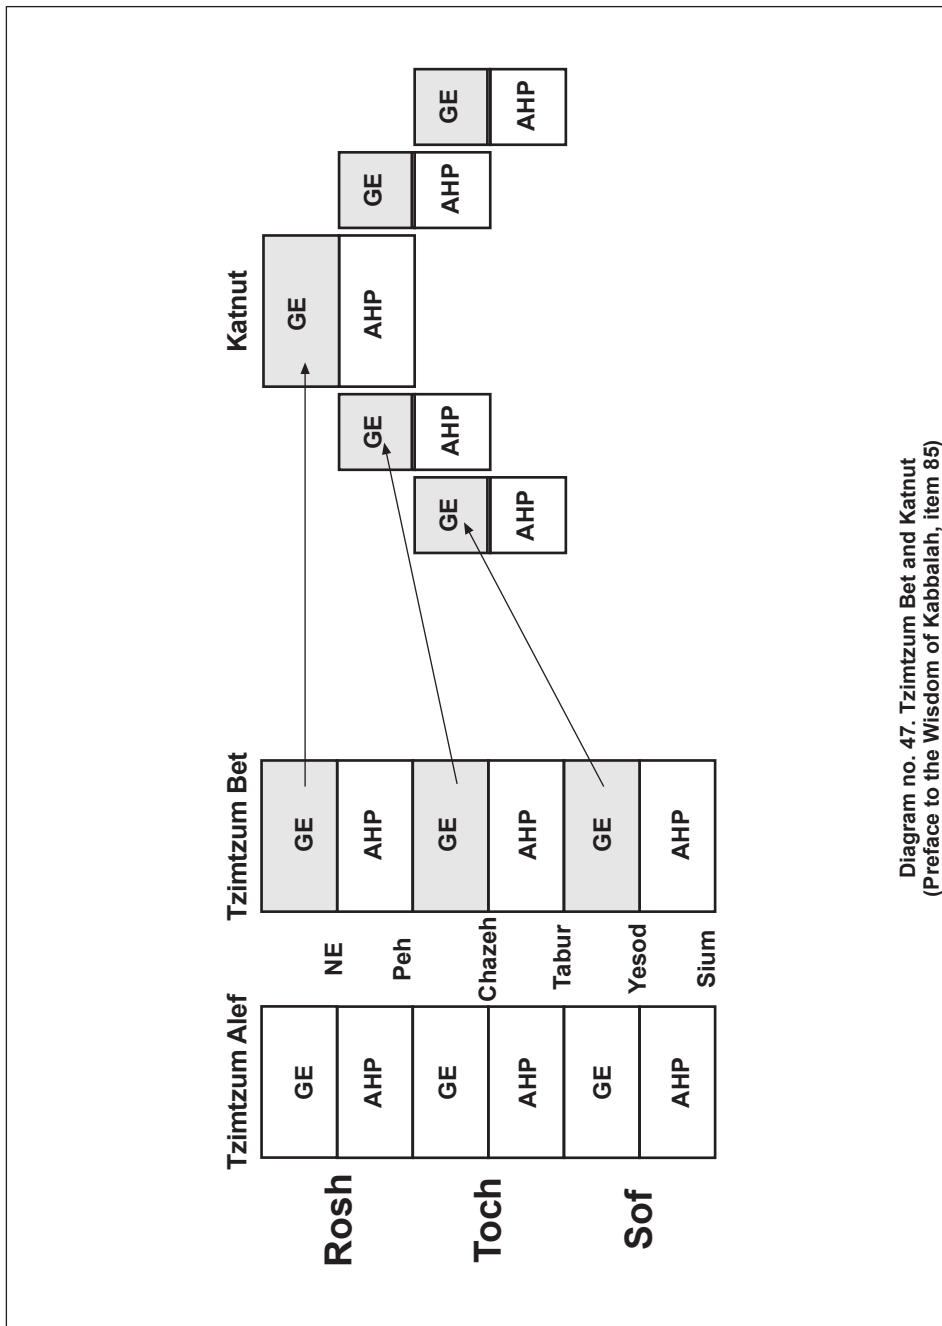 Tzimtzum Alef Tzimtzum Bet Katnut
GE GE GE
Rosh NE
AHP AHP GE AHP GE
Peh
GE GE GE AHP AHP GE
Toch Chazeh
AHP AHP AHP AHP
Tabur
GE GE
Sof Yesod
AHP AHP
Sium
Diagram no. 47. Tzimtzum Bet and Katnut
(Preface to the Wisdom of Kabbalah, item 85)